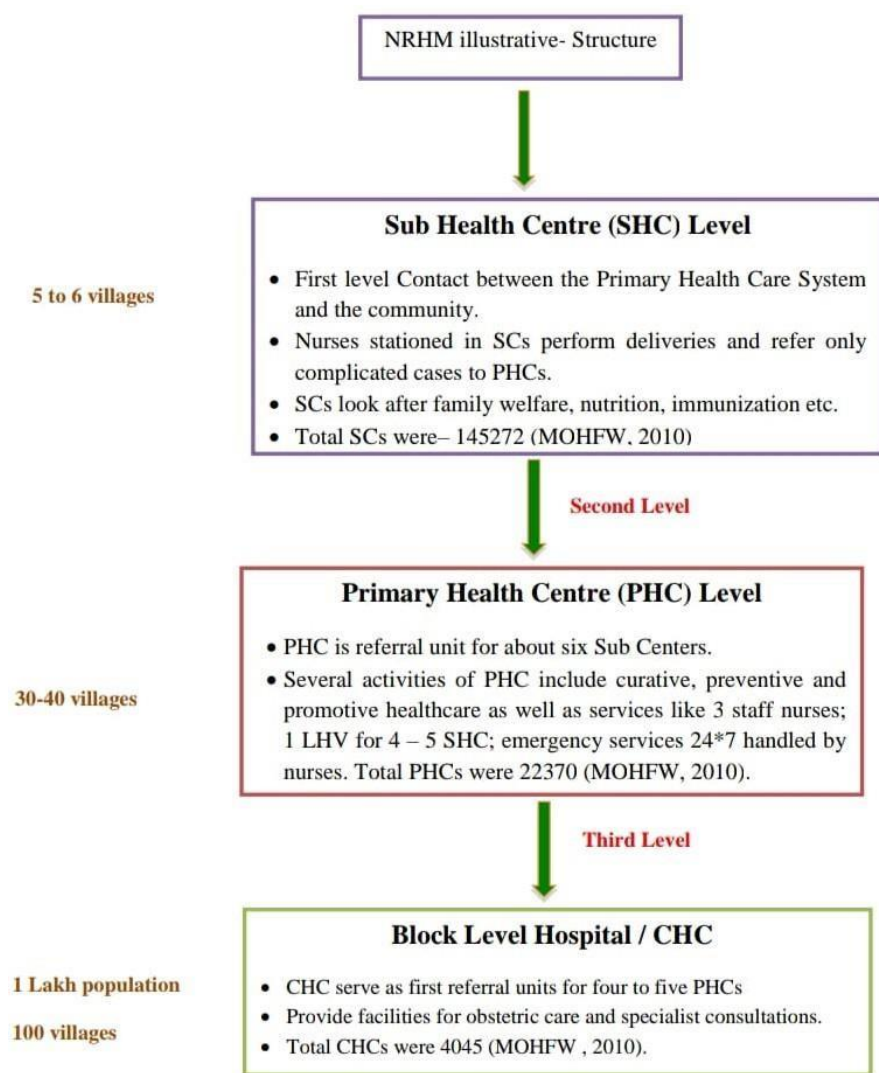 NRHM illustrative- Structure
Sub Health Centre (SHC) Level
5 to 6 villages
• First level Contact between the Primary Health Care System
and the community.
• Nurses stationed in SCs perform deliveries and refer only
complicated cases to PHCs.
• SCs look after family welfare, nutrition, immunization etc.
• Total SCs were– 145272 (MOHFW, 2010)
Second Level
Primary Health Centre (PHC) Level
30-40 villages
• PHC is referral unit for about six Sub Centers.
• Several activities of PHC include curative, preventive and
promotive healthcare as well as services like 3 staff nurses;
1 LHV for 4 – 5 SHC; emergency services 24*7 handled by
nurses. Total PHCs were 22370 (MOHFW, 2010).
Third Level
Block Level Hospital / CHC
1 Lakh population
100 villages
• CHC serve as first referral units for four to five PHCs
• Provide facilities for obstetric care and specialist consultations.
• Total CHCs were 4045 (MOHFW , 2010).